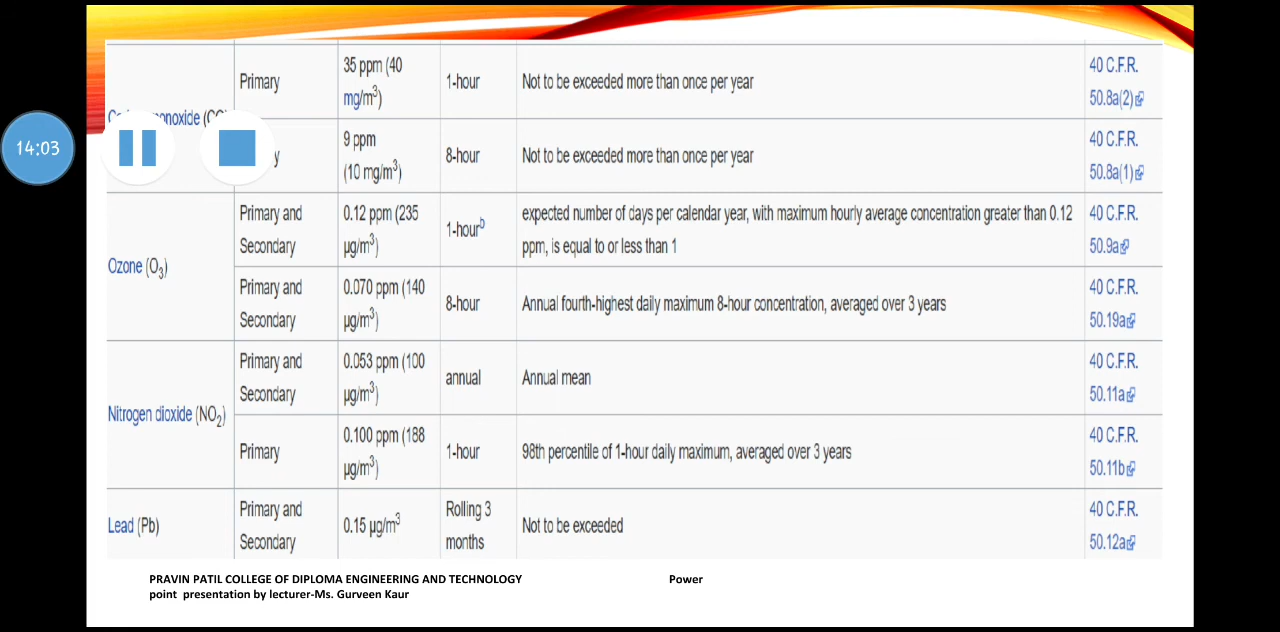 35 ppm (40
Primary
1-hour
Not to be exceeded more than once per year
40 C.F.R.
mg/m³)
50.8a(2)
14:03
9 ppm
8-hour
Not to be exceeded more than once per year
40 C.F.R.
(10 mg/m³)
50.8a(1)
Ozone (O₃)
Primary and
Secondary
0.12 ppm (235
µg/m³)
1-hourᵇ
expected number of days per calendar year, with maximum hourly average concentration greater than 0.12
ppm, is equal to or less than 1
40 C.F.R.
50.9a
Primary and
Secondary
0.070 ppm (140
µg/m³)
8-hour
Annual fourth-highest daily maximum 8-hour concentration, averaged over 3 years
40 C.F.R.
50.19a
Nitrogen dioxide (NO₂)
Primary and
Secondary
0.053 ppm (100
µg/m³)
annual
Annual mean
40 C.F.R.
50.11a
Primary
0.100 ppm (188
µg/m³)
1-hour
98th percentile of 1-hour daily maximum, averaged over 3 years
40 C.F.R.
50.11b
Lead (Pb)
Primary and
Secondary
0.15 µg/m³
Rolling 3
months
Not to be exceeded
40 C.F.R.
50.12a
PRAVIN PATIL COLLEGE OF DIPLOMA ENGINEERING AND TECHNOLOGY Power
point presentation by lecturer-Ms. Gurveen Kaur